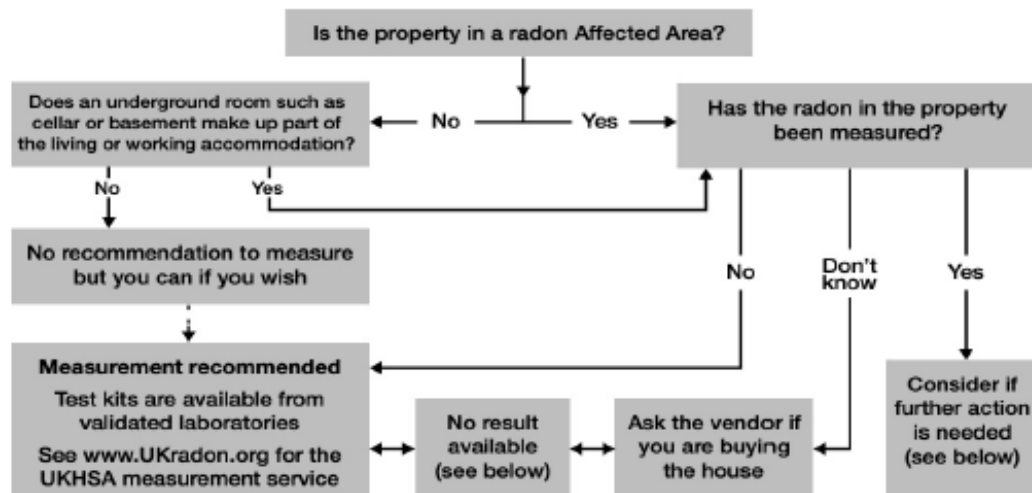 Is the property in a radon Affected Area?
Does an underground room such as
cellar or basement make up part of
the living or working accommodation?
No
Yes
Has the radon in the property
been measured?
No
Yes
No recommendation to measure
but you can if you wish
No
Don't
know
Yes
Measurement recommended
Test kits are available from
validated laboratories
See www.UKradon.org for the
UKHSA measurement service
No result
available
(see below)
Ask the vendor if
you are buying
the house
Consider if
further action
is needed
(see below)